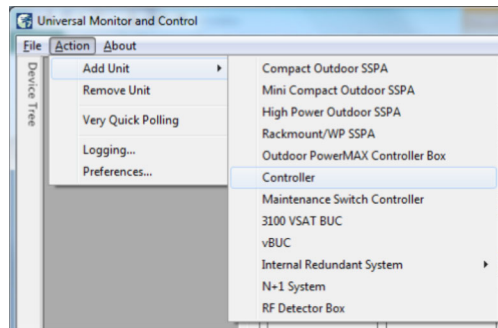 Universal Monitor and Control
File Action About
Device Tree
Add Unit
Remove Unit
Very Quick Polling
Logging...
Preferences...
Compact Outdoor SSPA
Mini Compact Outdoor SSPA
High Power Outdoor SSPA
Rackmount/WP SSPA
Outdoor PowerMAX Controller Box
Controller
Maintenance Switch Controller
3100 VSAT BUC
vBUC
Internal Redundant System
N+1 System
RF Detector Box